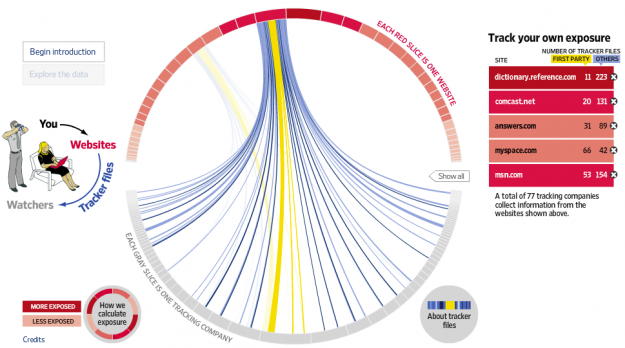 Begin introduction
Explore the data
You
Websites
Tracker files
Watchers
EACH RED SLICE IS ONE WEBSITE
EACH GRAY SLICE IS ONE TRACKING COMPANY
Show all
MORE EXPOSED
LESS EXPOSED
Credits
How we
calculate
exposure
About tracker
files
Track your own exposure
NUMBER OF TRACKER FILES
SITE FIRST PARTY OTHERS
dictionary.reference.com 11 223
comcast.net 20 131
answers.com 31 89
myspace.com 66 42
msn.com 53 154
A total of 77 tracking companies
collect information from the
websites shown above.